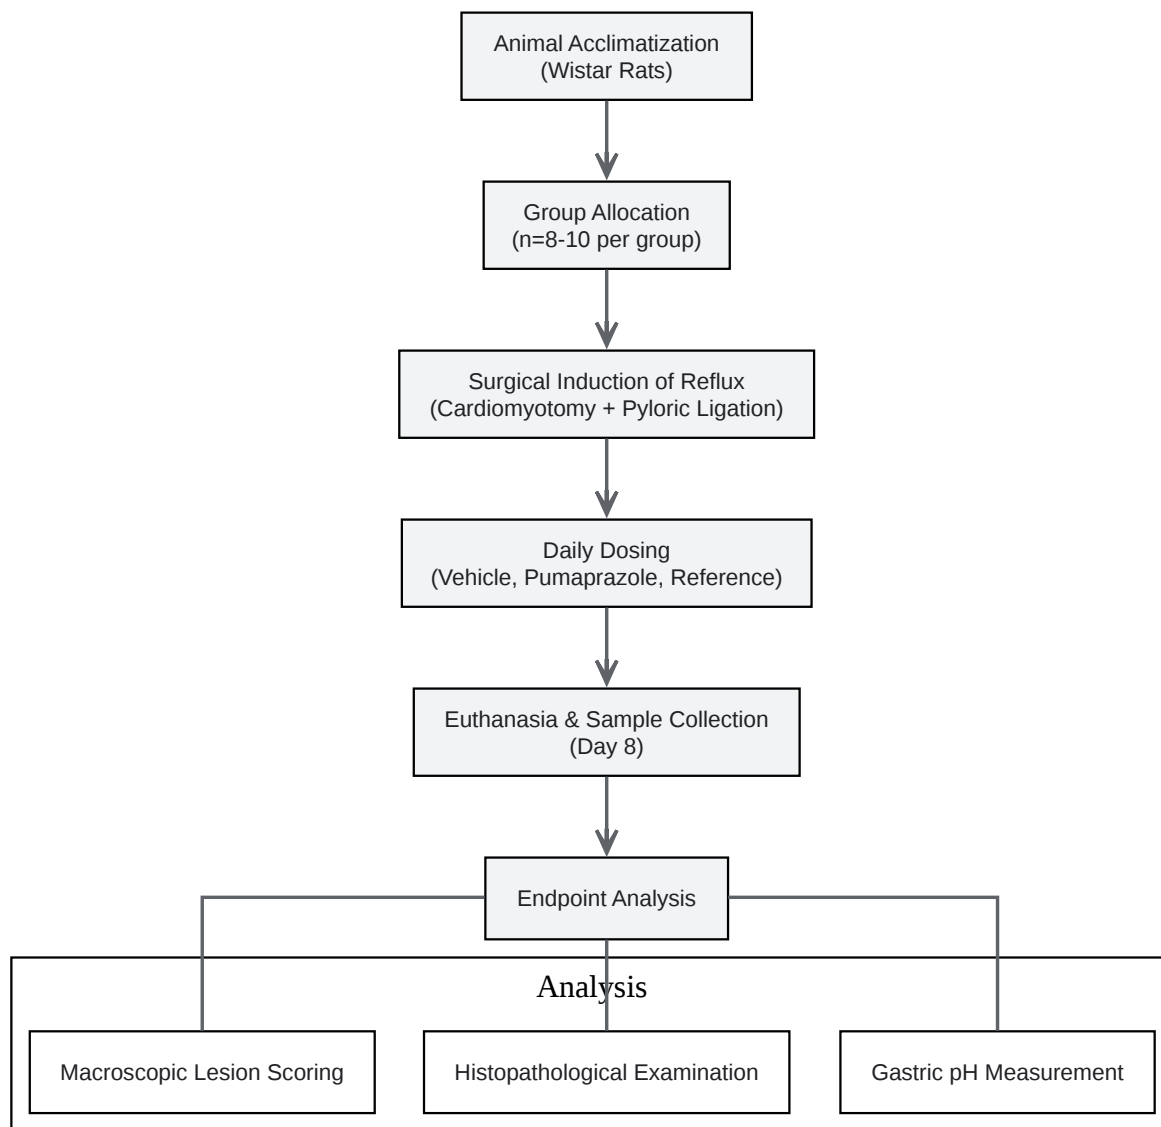 Animal Acclimatization
(Wistar Rats)
Group Allocation
(n=8-10 per group)
Surgical Induction of Reflux
(Cardiomyotomy + Pyloric Ligation)
Daily Dosing
(Vehicle, Pumaprazole, Reference)
Euthanasia & Sample Collection
(Day 8)
Endpoint Analysis
Analysis
Macroscopic Lesion Scoring
Histopathological Examination
Gastric pH Measurement